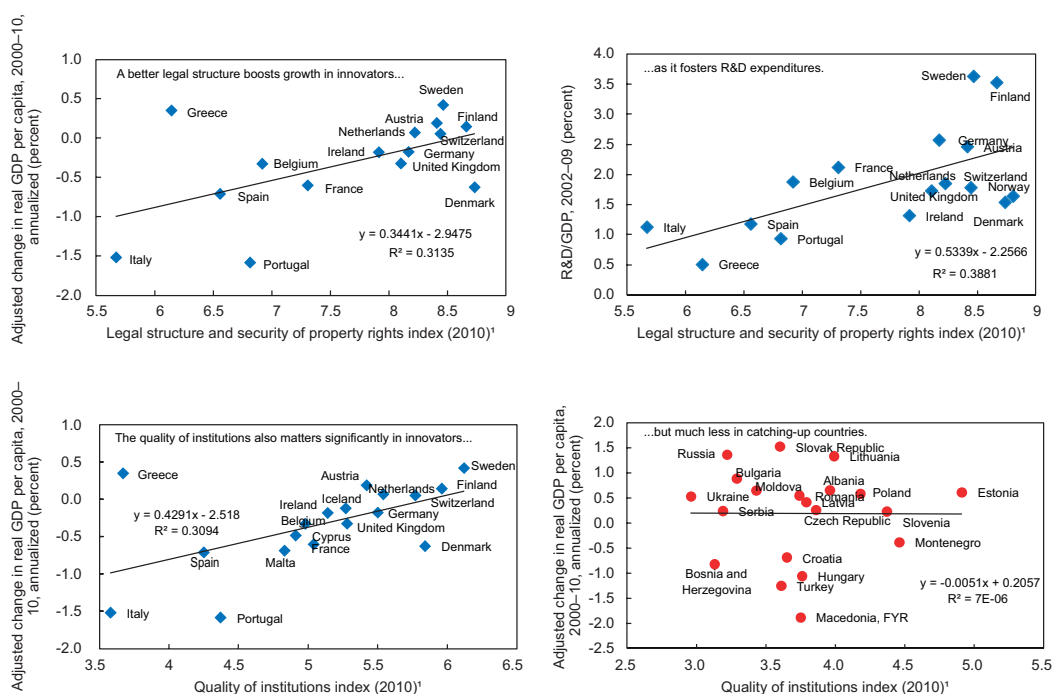 Adjusted change in real GDP per capita, 2000–10,
annualized (percent)
1.0
0.5
0.0
-0.5
-1.0
-1.5
-2.0
A better legal structure boosts growth in innovators...
Sweden
Greece
Austria
Finland
Netherlands
Switzerland
Ireland
Germany
Belgium
United Kingdom
Spain
France
Denmark
y = 0.3441x - 2.9475
R² = 0.3135
Italy
Portugal
5.5 6 6.5 7 7.5 8 8.5 9
Legal structure and security of property rights index (2010)¹
R&D/GDP, 2002–09 (percent)
4.0
3.5
3.0
2.5
2.0
1.5
1.0
0.5
0.0
...as it fosters R&D expenditures.
Sweden
Finland
Germany
Austria
France
Netherlands
Switzerland
Belgium
United Kingdom
Norway
Ireland
Denmark
Italy
Spain
Portugal
Greece
y = 0.5339x - 2.2566
R² = 0.3881
5.5 6 6.5 7 7.5 8 8.5 9
Legal structure and security of property rights index (2010)¹
Adjusted change in real GDP per capita, 2000–
10, annualized (percent)
1.0
0.5
0.0
-0.5
-1.0
-1.5
-2.0
The quality of institutions also matters significantly in innovators...
Greece
Sweden
Austria
Netherlands
Finland
Iceland
Switzerland
Ireland
Germany
y = 0.4291x - 2.518
R² = 0.3094
Belgium
United Kingdom
Cyprus
France
Denmark
Spain
Malta
Italy
Portugal
3.5 4 4.5 5 5.5 6 6.5
Quality of institutions index (2010)¹
Adjusted change in real GDP per capita,
2000–10, annualized (percent)
2.0
1.5
1.0
0.5
0.0
-0.5
-1.0
-1.5
-2.0
-2.5
...but much less in catching-up countries.
Russia
Slovak Republic
Lithuania
Bulgaria
Moldova
Albania
Ukraine
Romania
Poland
Estonia
Latvia
Serbia
Czech Republic
Slovenia
Montenegro
Croatia
Bosnia and
Herzegovina
Hungary
Turkey
y = -0.0051x + 0.2057
R² = 7E-06
Macedonia, FYR
2.5 3.0 3.5 4.0 4.5 5.0 5.5
Quality of institutions index (2010)¹